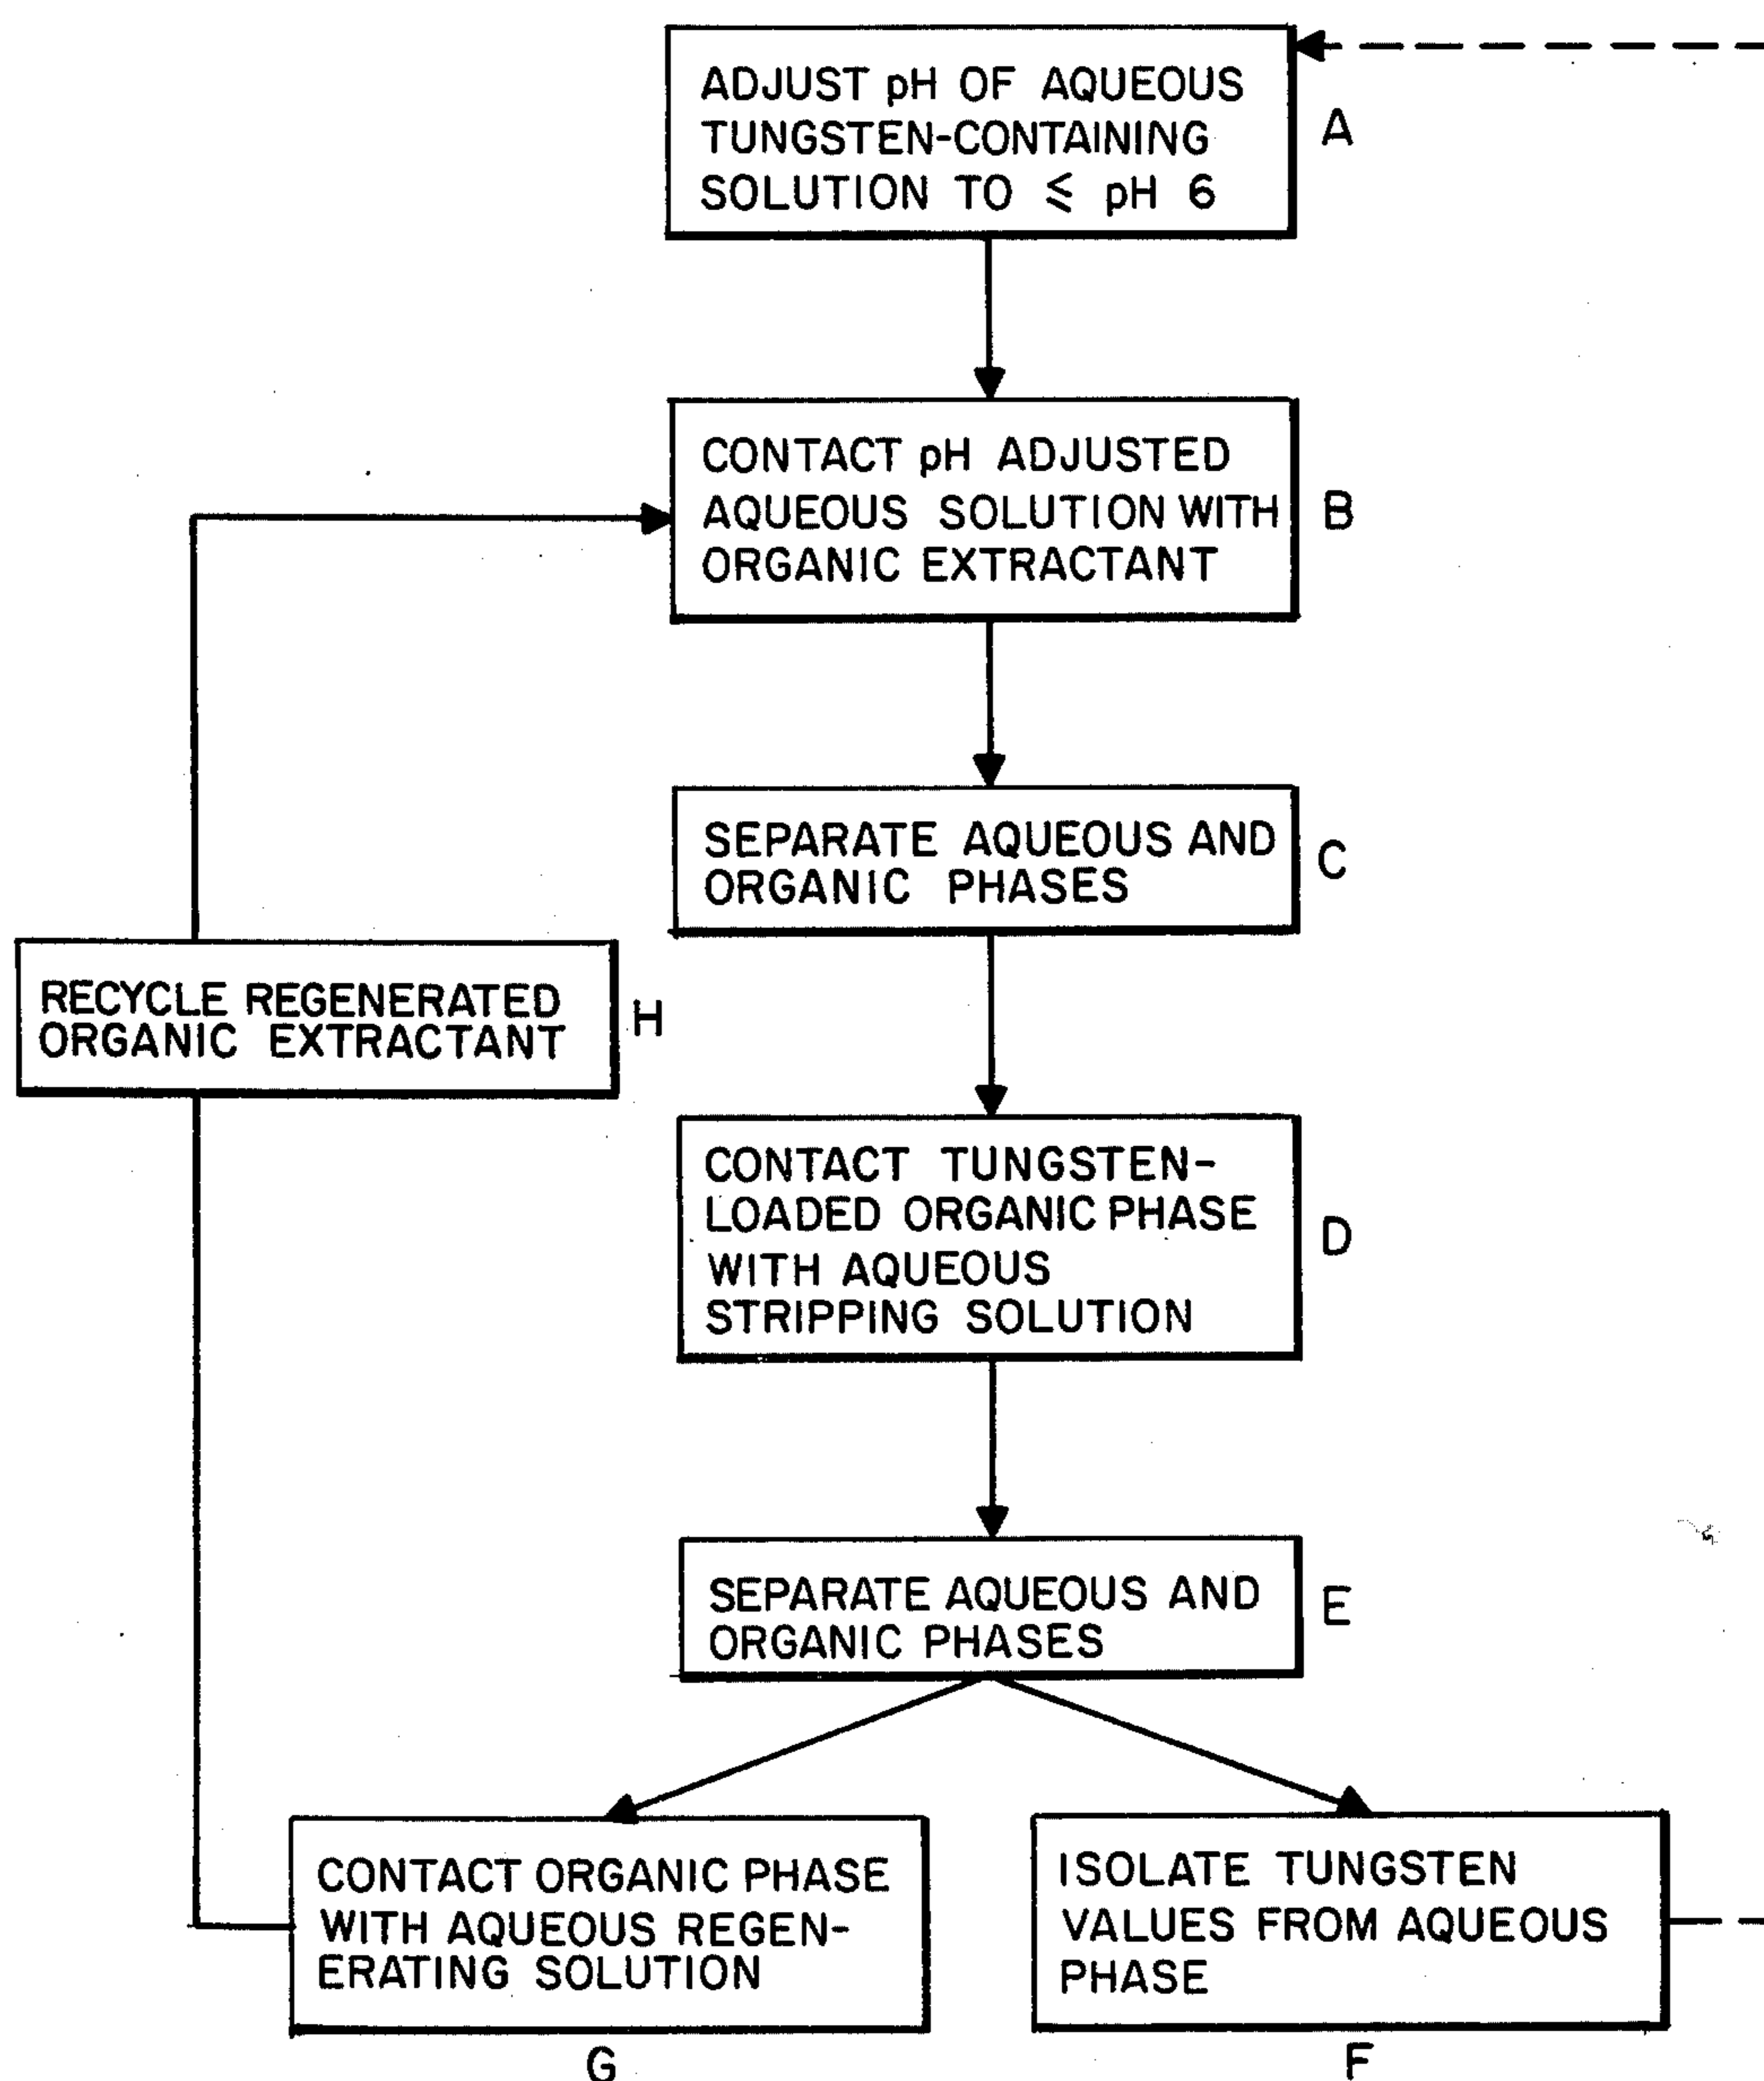 ADJUST pH OF AQUEOUS
TUNGSTEN-CONTAINING
SOLUTION TO ≤ pH 6
A
CONTACT pH ADJUSTED
AQUEOUS SOLUTION WITH
ORGANIC EXTRACTANT
B
SEPARATE AQUEOUS AND
ORGANIC PHASES
C
RECYCLE REGENERATED
ORGANIC EXTRACTANT
H
CONTACT TUNGSTEN-
LOADED ORGANIC PHASE
WITH AQUEOUS
STRIPPING SOLUTION
D
SEPARATE AQUEOUS AND
ORGANIC PHASES
E
CONTACT ORGANIC PHASE
WITH AQUEOUS REGEN-
ERATING SOLUTION
G
ISOLATE TUNGSTEN
VALUES FROM AQUEOUS
PHASE
F